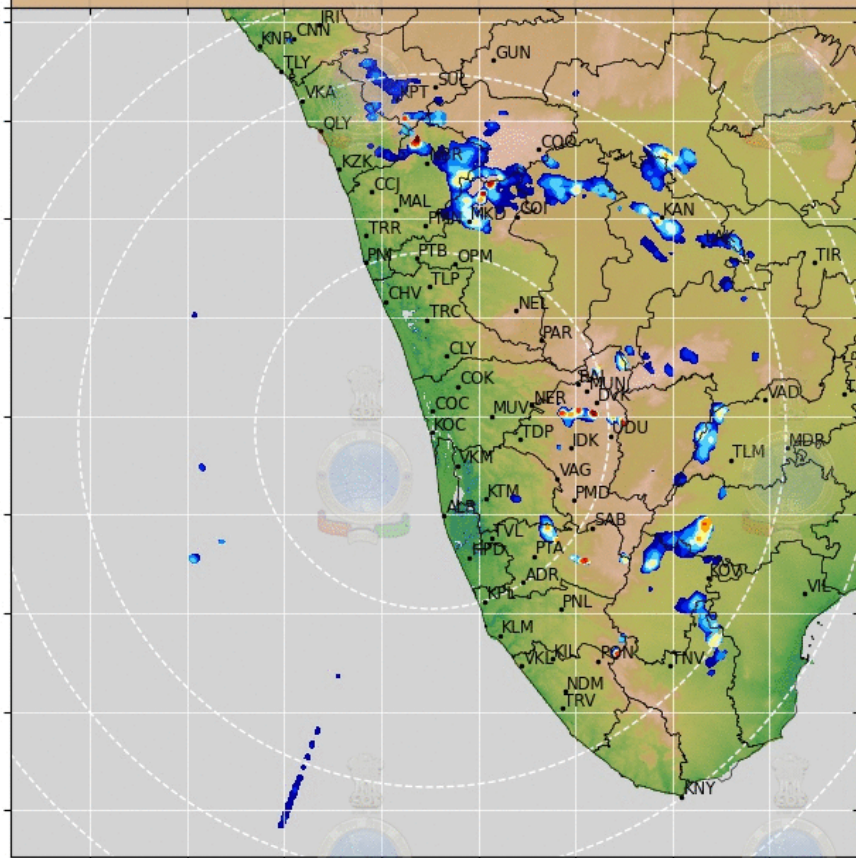 IRI
CNN
KNR
GUN
TLY
SUL
VKA
KPT
QLY
COO
KZK
CCJ
MAL
MKD
COI
KAN
TRR
PTB
OPM
TIR
PNI
TLP
CHV
NEL
TRC
PAR
CLY
COK
MUN
NER
DVK
VAD
COC
MUV
KOC
TDP
UDU
IDK
TLM
MDR
VKM
VAG
KTM
PMD
ALP
SAB
TVL
HPD
PTA
KOV
ADR
VIL
KPL
PNL
KLM
VKL
KIL
PON
TNV
NDM
TRV
KNY